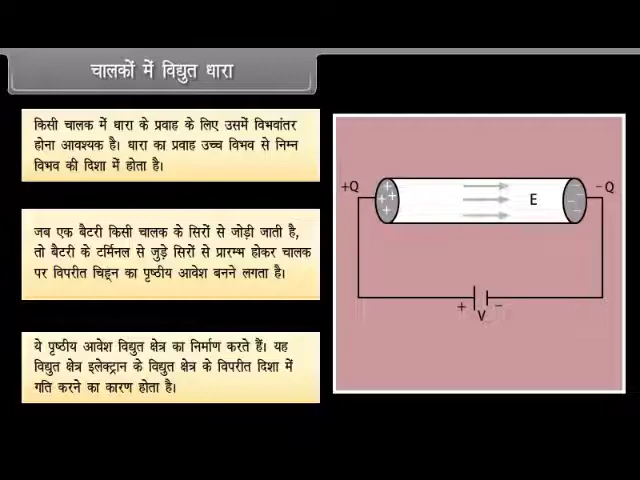 चालकों में विद्युत धारा
किसी चालक में धारा के प्रवाह के लिए उसमें विभवांतर
होना आवश्यक है। धारा का प्रवाह उच्च विभव से निम्न
विभव की दिशा में होता है।
जब एक बैटरी किसी चालक के सिरों से जोड़ी जाती है,
तो बैटरी के टर्मिनल से जुड़े सिरों से प्रारम्भ होकर चालक
पर विपरीत चिह्न का पृष्ठीय आवेश बनने लगता है।
ये पृष्ठीय आवेश विद्युत क्षेत्र का निर्माण करते हैं। यह
विद्युत क्षेत्र इलेक्ट्रान के विद्युत क्षेत्र के विपरीत दिशा में
गति करने का कारण होता है।
+Q
E
−Q
+ −
V